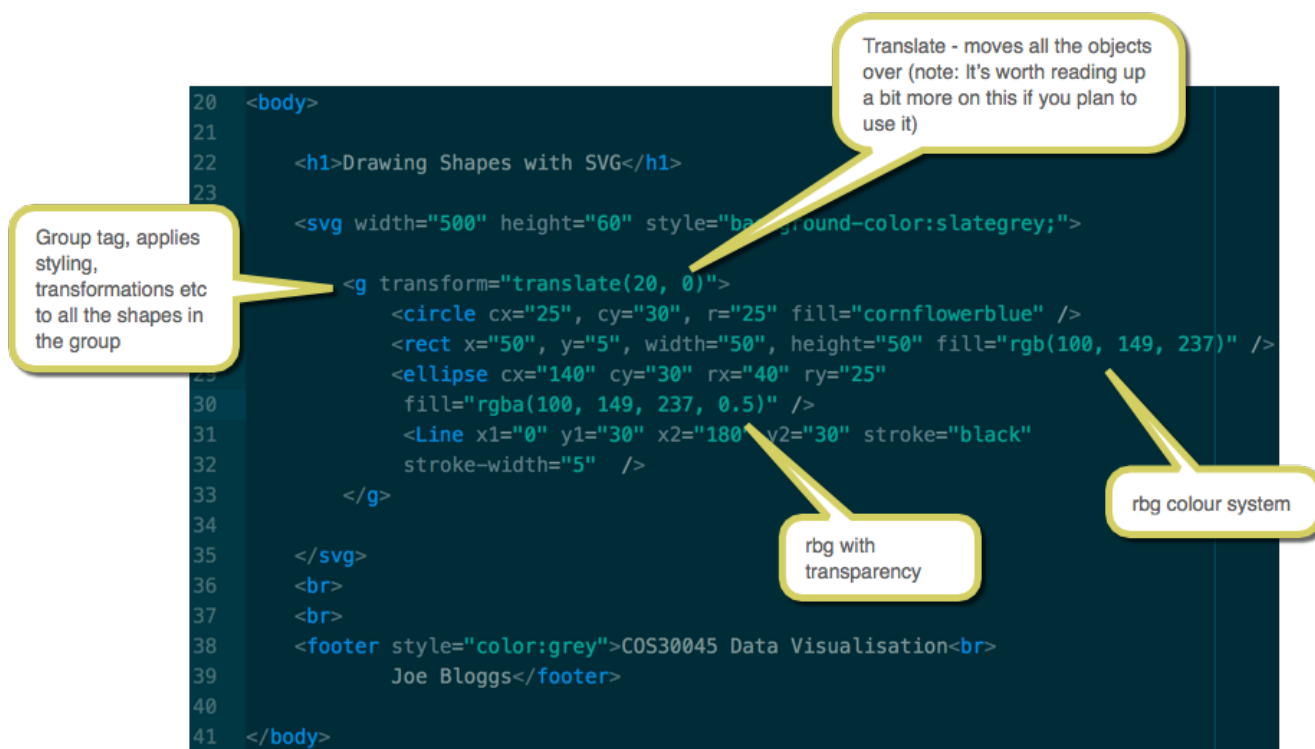 Translate - moves all the objects
over (note: It's worth reading up
a bit more on this if you plan to
use it)
20 <body>
21
22 <h1>Drawing Shapes with SVG</h1>
23
<svg width="500" height="60" style="background-color:slategrey;">
Group tag, applies
styling,
transformations etc
to all the shapes in
the group
<g transform="translate(20, 0)">
<circle cx="25", cy="30", r="25" fill="cornflowerblue" />
<rect x="50", y="5", width="50", height="50" fill="rgb(100, 149, 237)" />
29 <ellipse cx="140" cy="30" rx="40" ry="25"
30 fill="rgba(100, 149, 237, 0.5)" />
31 <Line x1="0" y1="30" x2="180" y2="30" stroke="black"
32 stroke-width="5" />
33 </g>
rbg colour system
34
rbg with
transparency
35 </svg>
36 <br>
37 <br>
38 <footer style="color:grey">COS30045 Data Visualisation<br>
39 Joe Bloggs</footer>
40
41 </body>